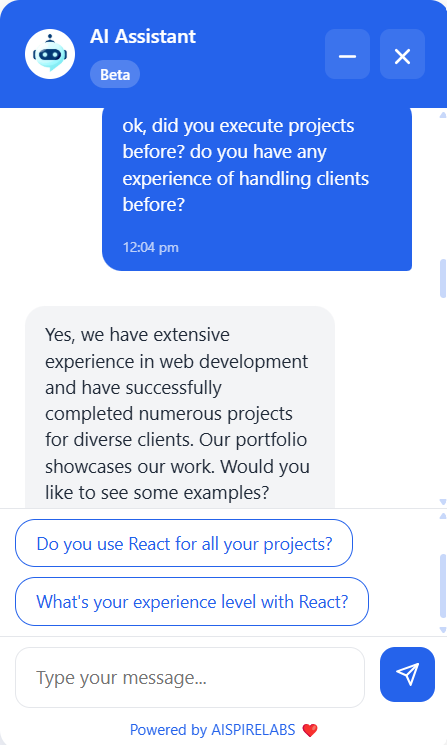 AI Assistant
Beta
ok, did you execute projects
before? do you have any
experience of handling clients
before?
12:04 pm
Yes, we have extensive
experience in web development
and have successfully
completed numerous projects
for diverse clients. Our portfolio
showcases our work. Would you
like to see some examples?
Do you use React for all your projects?
What's your experience level with React?
Type your message...
Powered by AISPIRELABS ❤️